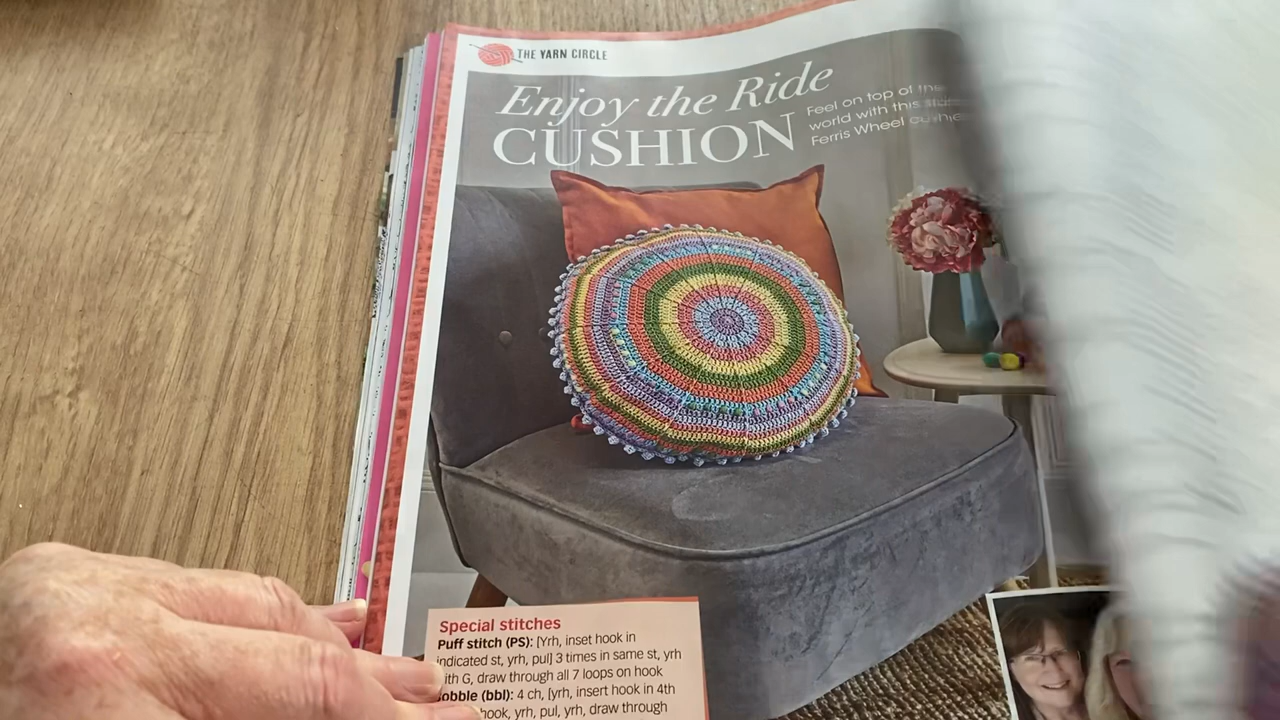 THE YARN CIRCLE
Enjoy the Ride
CUSHION
Feel on top of the
world with this
Ferris Wheel
Special stitches
Puff stitch (PS): [Yrh, inset hook in
indicated st, yrh, pul] 3 times in same st, yrh
with G, draw through all 7 loops on hook
Bobble (bbl): 4 ch, [yrh, insert hook in 4th
hook, yrh, pul, yrh, draw through